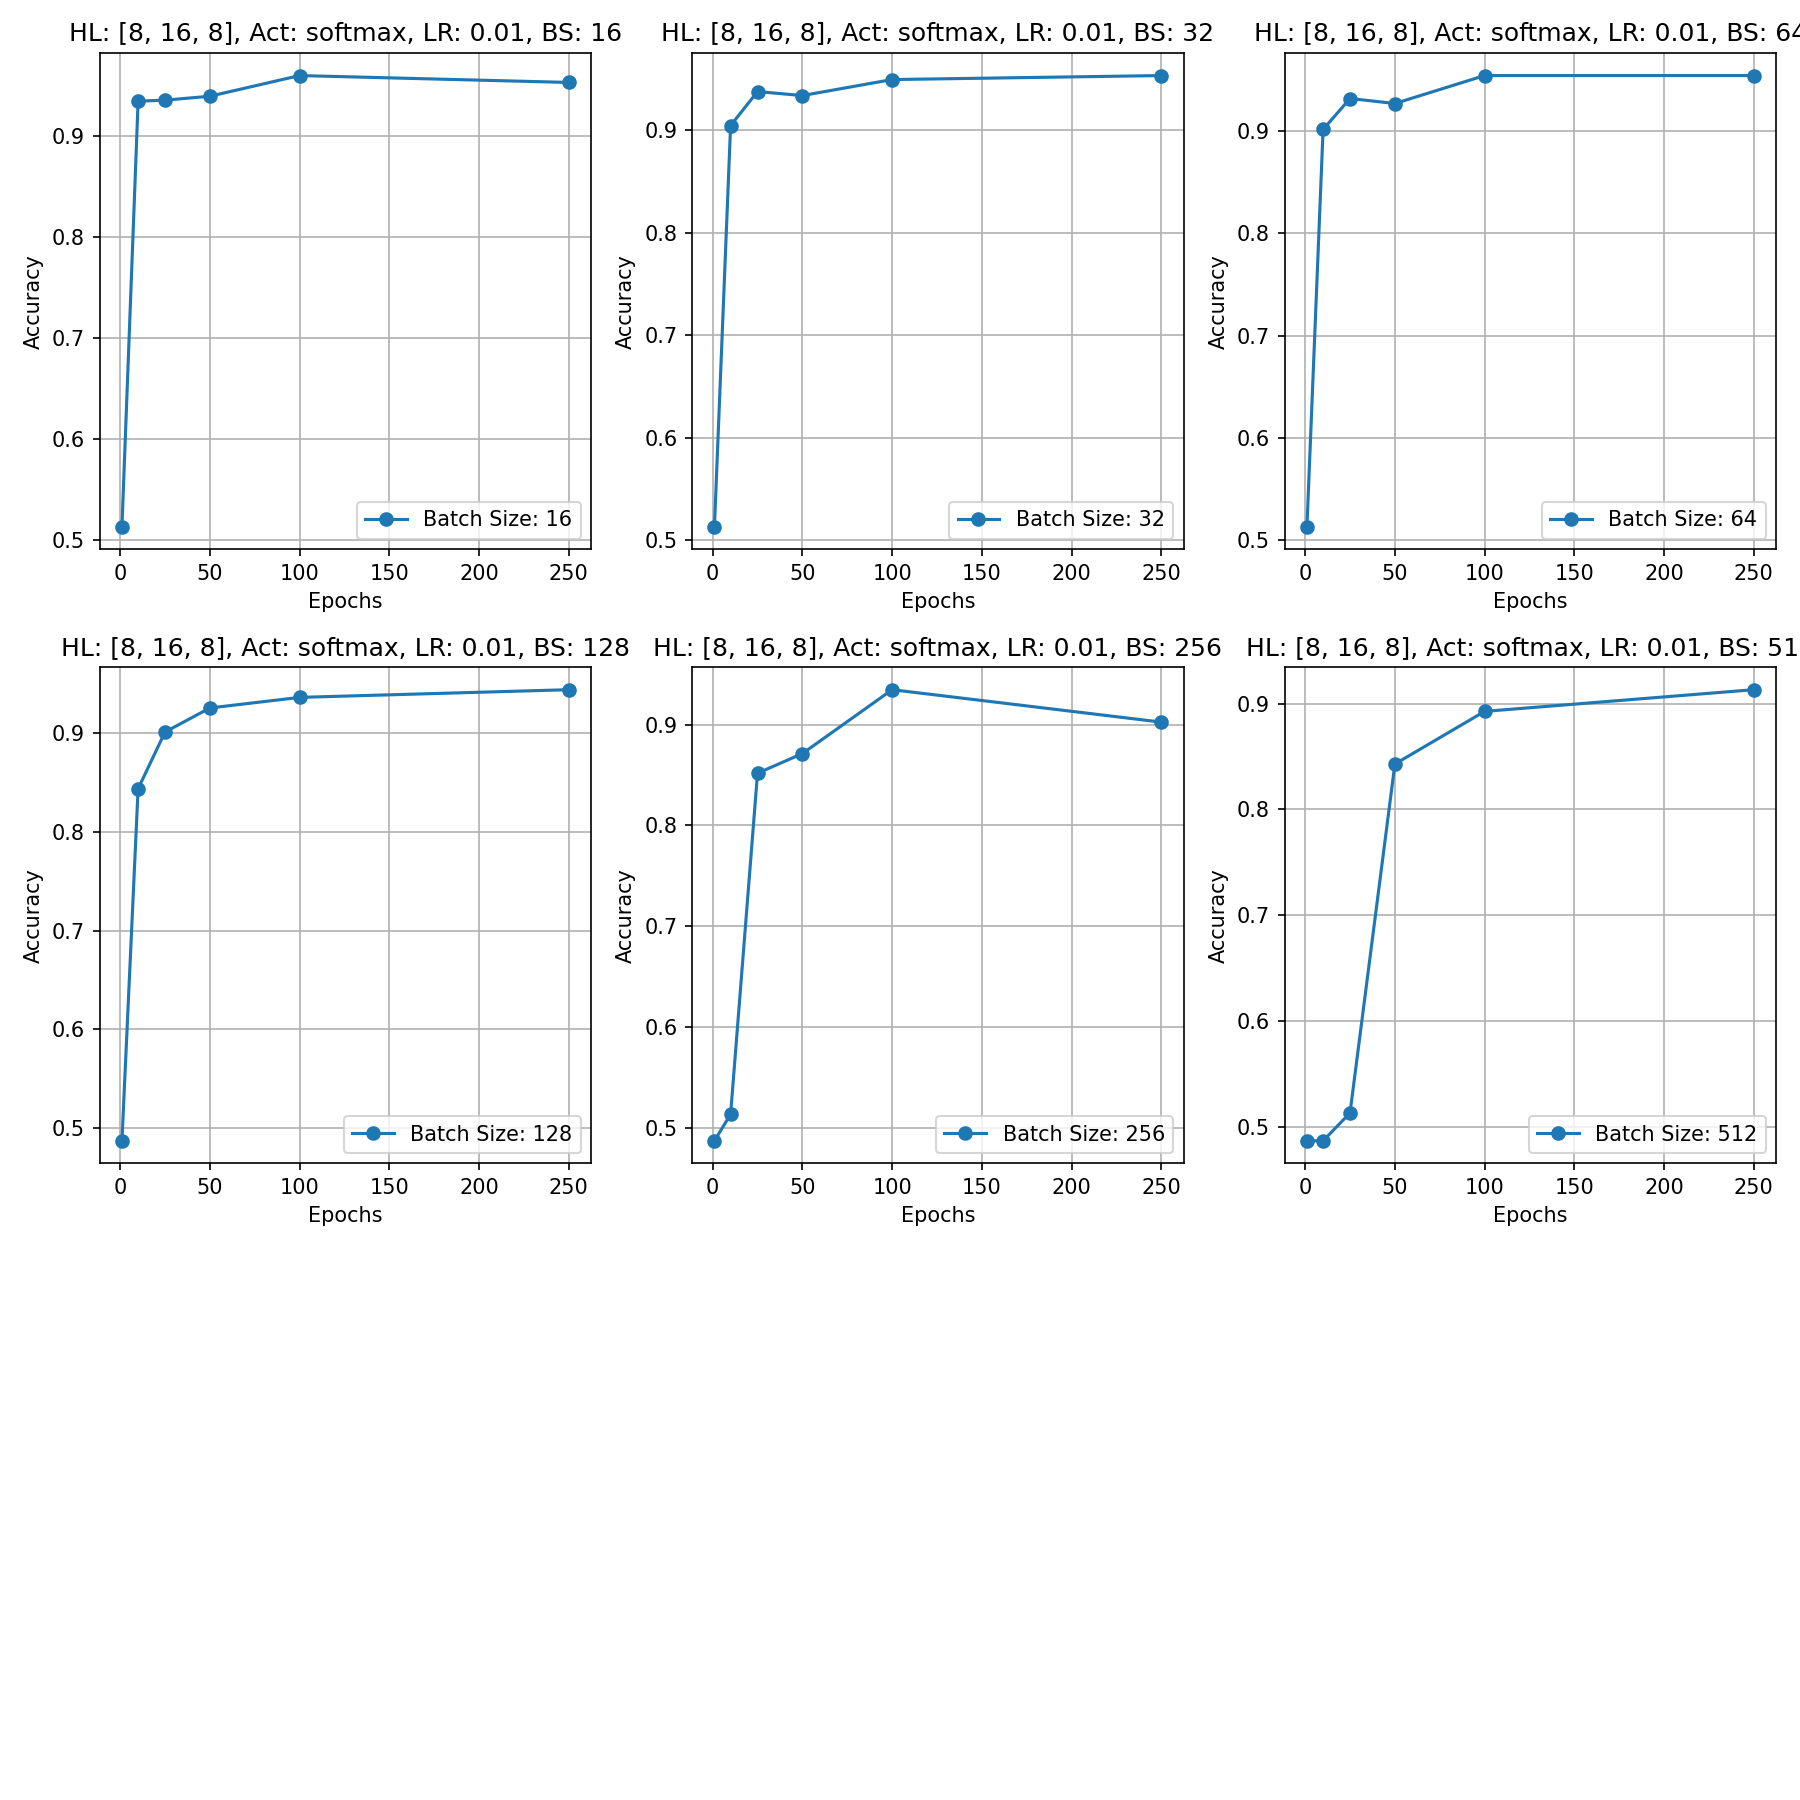 HL: [8, 16, 8], Act: softmax, LR: 0.01, BS: 16
0.9
0.8
0.7
0.6
0.5
Accuracy
Batch Size: 16
0 50 100 150 200 250
Epochs
HL: [8, 16, 8], Act: softmax, LR: 0.01, BS: 32
0.9
0.8
0.7
0.6
0.5
Accuracy
Batch Size: 32
0 50 100 150 200 250
Epochs
HL: [8, 16, 8], Act: softmax, LR: 0.01, BS: 64
0.9
0.8
0.7
0.6
0.5
Accuracy
Batch Size: 64
0 50 100 150 200 250
Epochs
HL: [8, 16, 8], Act: softmax, LR: 0.01, BS: 128
0.9
0.8
0.7
0.6
0.5
Accuracy
Batch Size: 128
0 50 100 150 200 250
Epochs
HL: [8, 16, 8], Act: softmax, LR: 0.01, BS: 256
0.9
0.8
0.7
0.6
0.5
Accuracy
Batch Size: 256
0 50 100 150 200 250
Epochs
HL: [8, 16, 8], Act: softmax, LR: 0.01, BS: 51
0.9
0.8
0.7
0.6
0.5
Accuracy
Batch Size: 512
0 50 100 150 200 250
Epochs